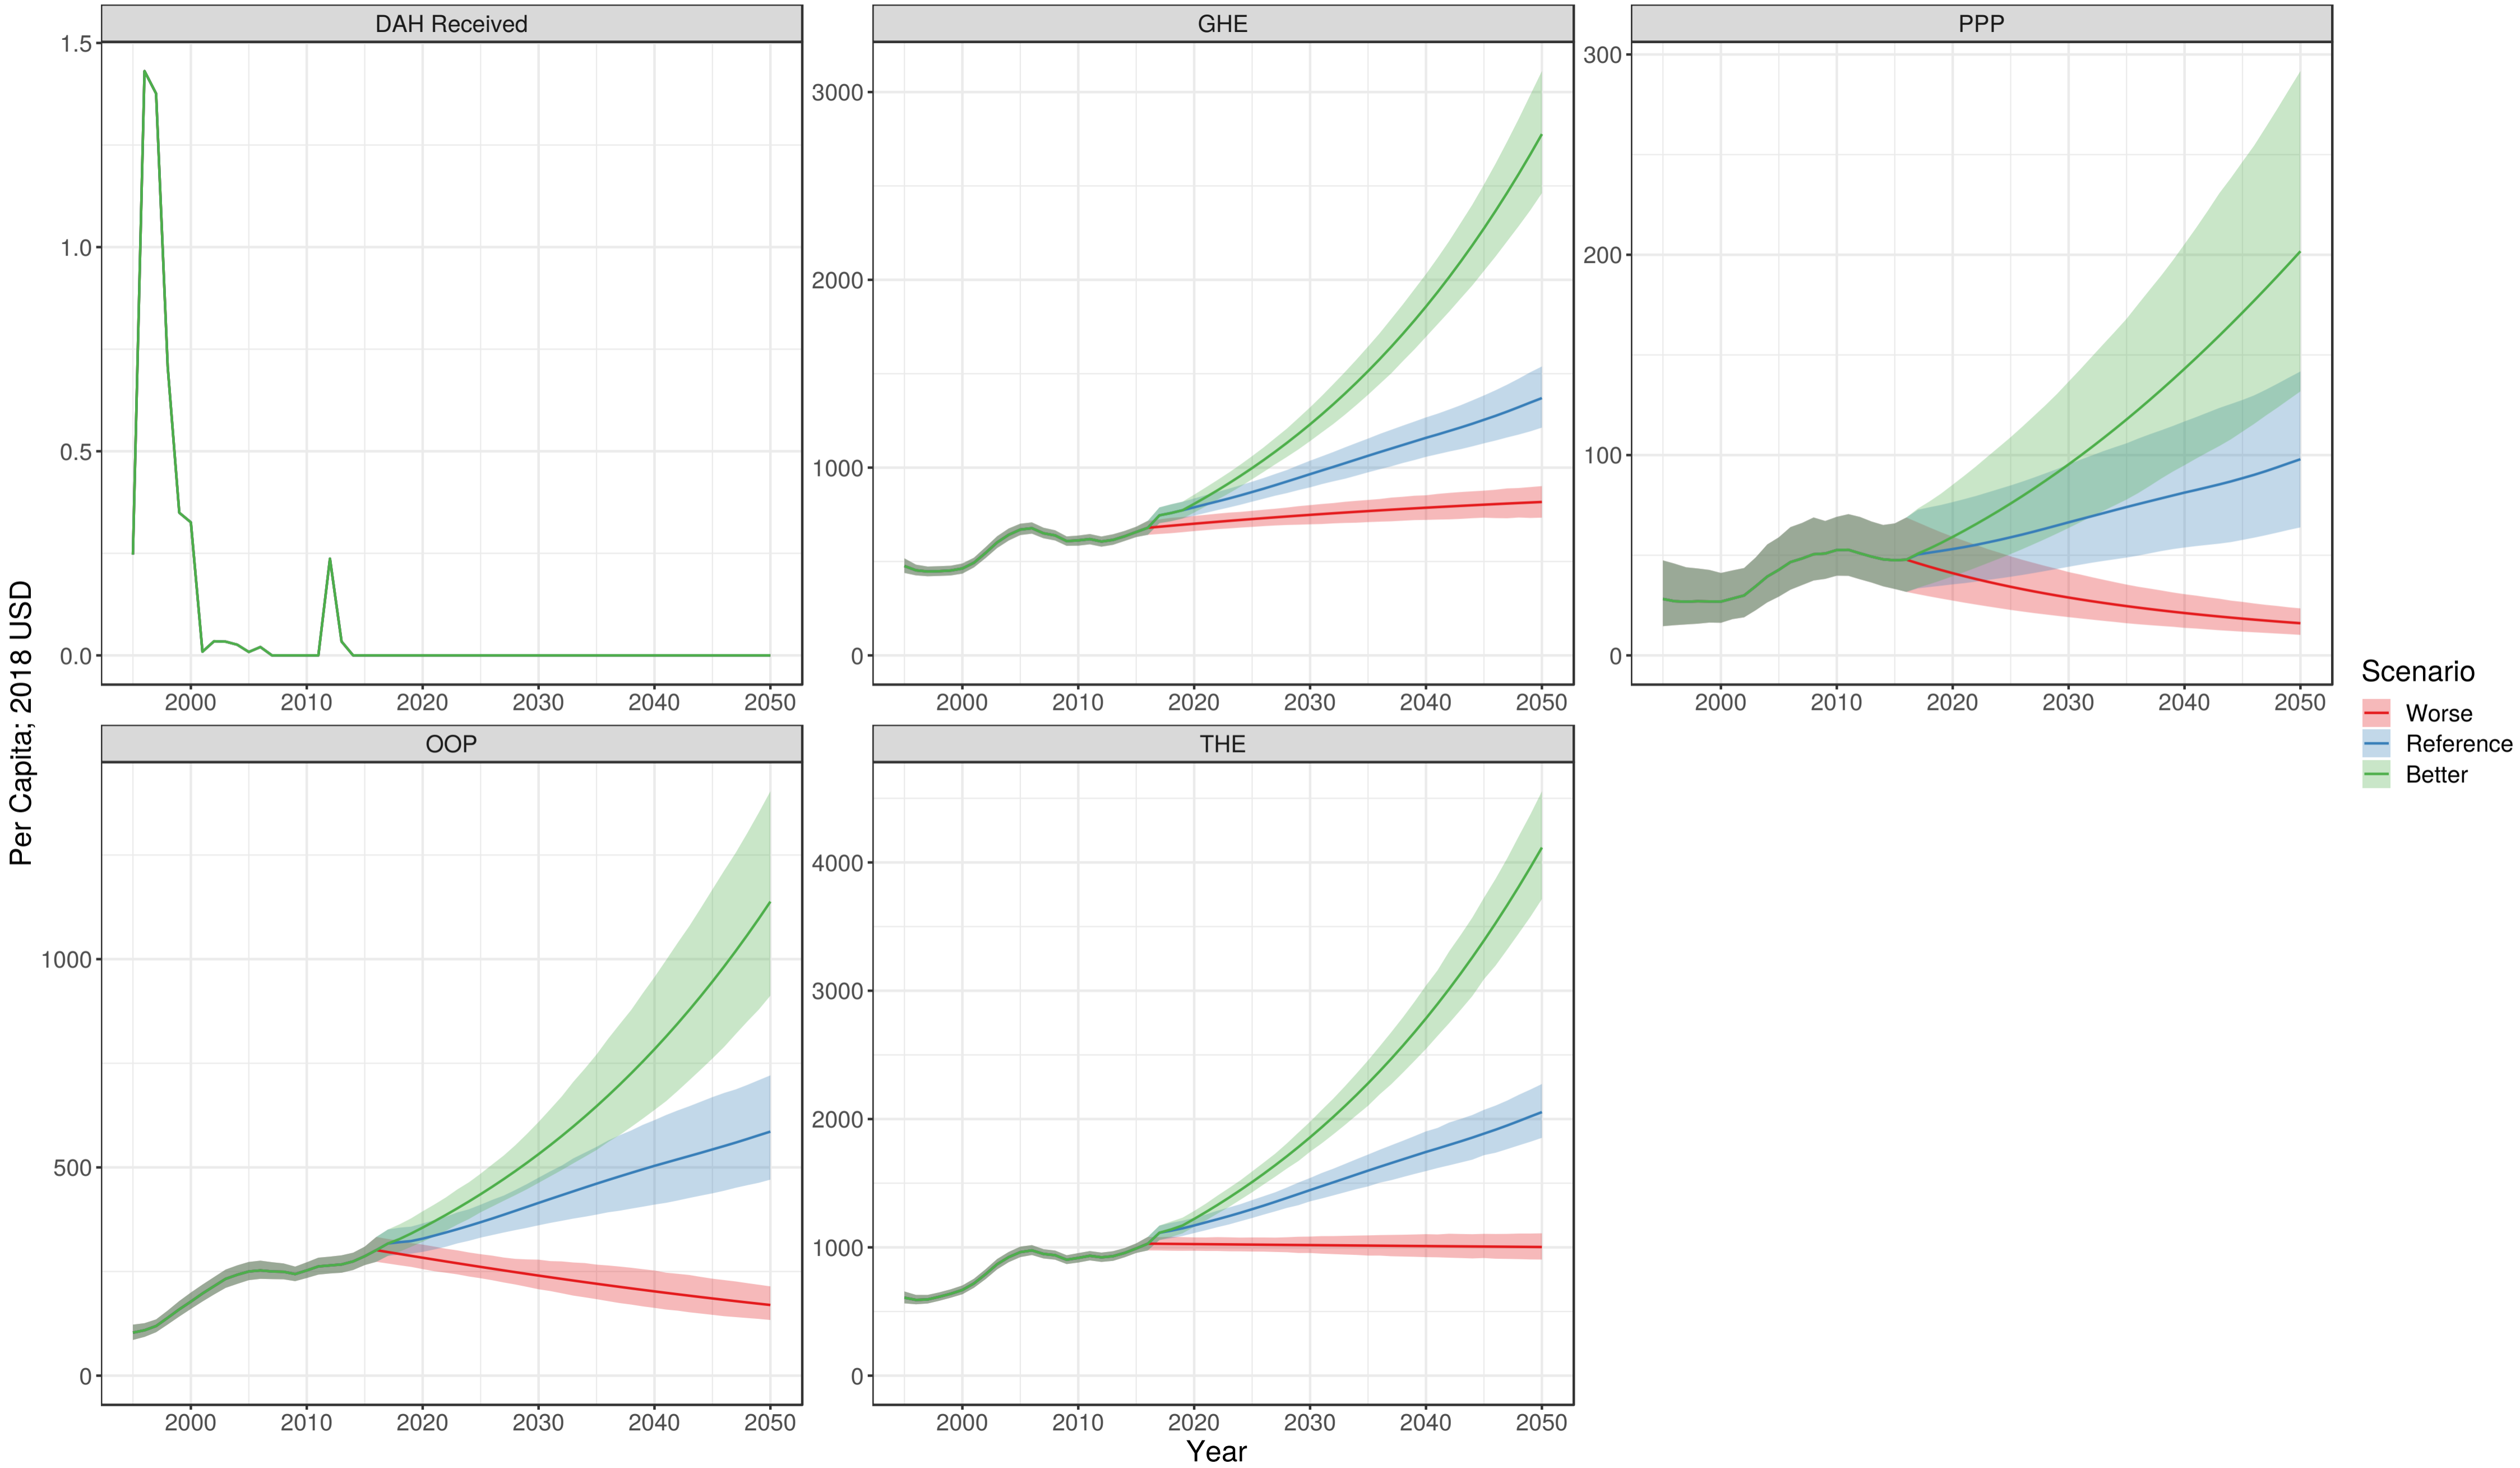 DAH Received
GHE
PPP
1.5
1.0
0.5
0.0
3000
2000
1000
0
300
200
100
0
2000 2010 2020 2030 2040 2050
2000 2010 2020 2030 2040 2050
2000 2010 2020 2030 2040 2050
Per Capita; 2018 USD
OOP
THE
1000
500
0
4000
3000
2000
1000
0
2000 2010 2020 2030 2040 2050
2000 2010 2020 2030 2040 2050
Year
Scenario
Worse
Reference
Better